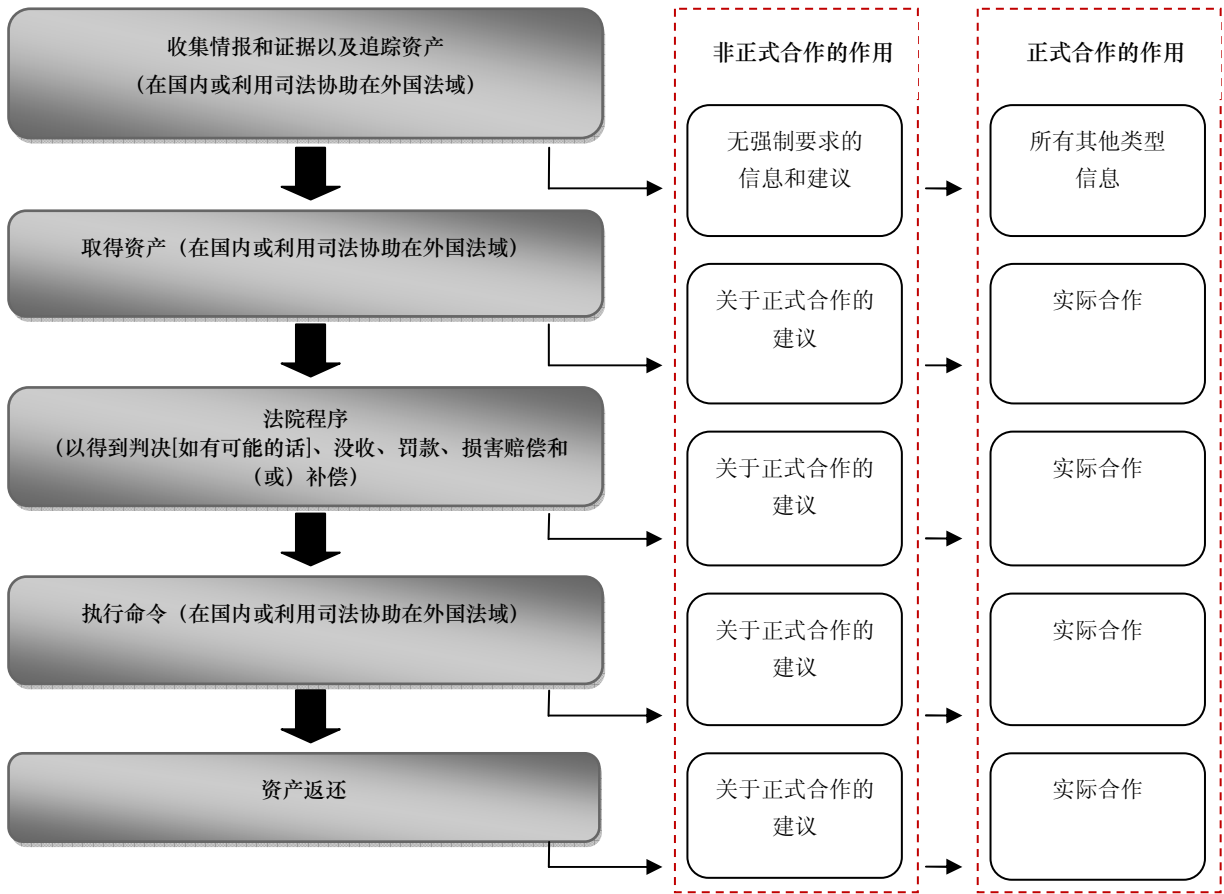 收集情报和证据以及追踪资产
（在国内或利用司法协助在外国法域）
取得资产（在国内或利用司法协助在外国法域）
法院程序
（以得到判决[如有可能的话]、没收、罚款、损害赔偿和
（或）补偿）
执行命令（在国内或利用司法协助在外国法域）
资产返还
非正式合作的作用
无强制要求的
信息和建议
关于正式合作的
建议
关于正式合作的
建议
关于正式合作的
建议
关于正式合作的
建议
正式合作的作用
所有其他类型
信息
实际合作
实际合作
实际合作
实际合作